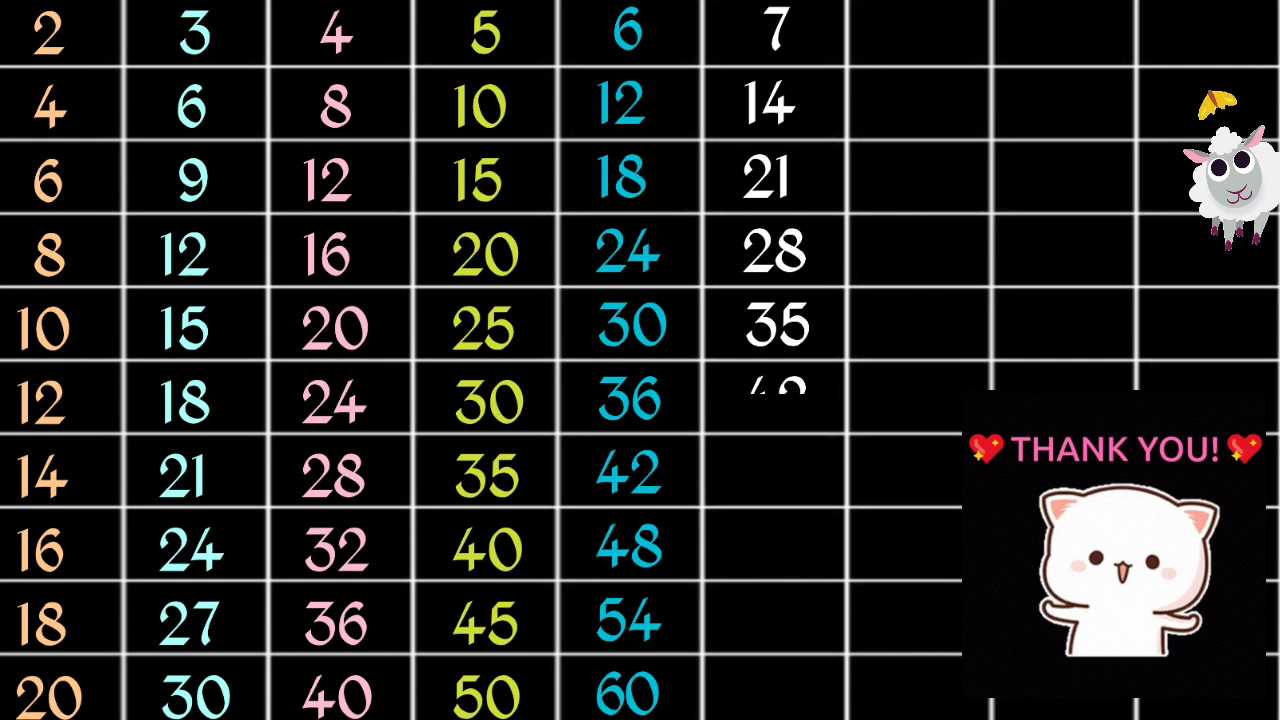 2 3 4 5 6 7
4 6 8 10 12 14
6 9 12 15 18 21
8 12 16 20 24 28
10 15 20 25 30 35
12 18 24 30 36
💖 THANK YOU! 💖
14 21 28 35 42
16 24 32 40 48
18 27 36 45 54
20 30 40 50 60